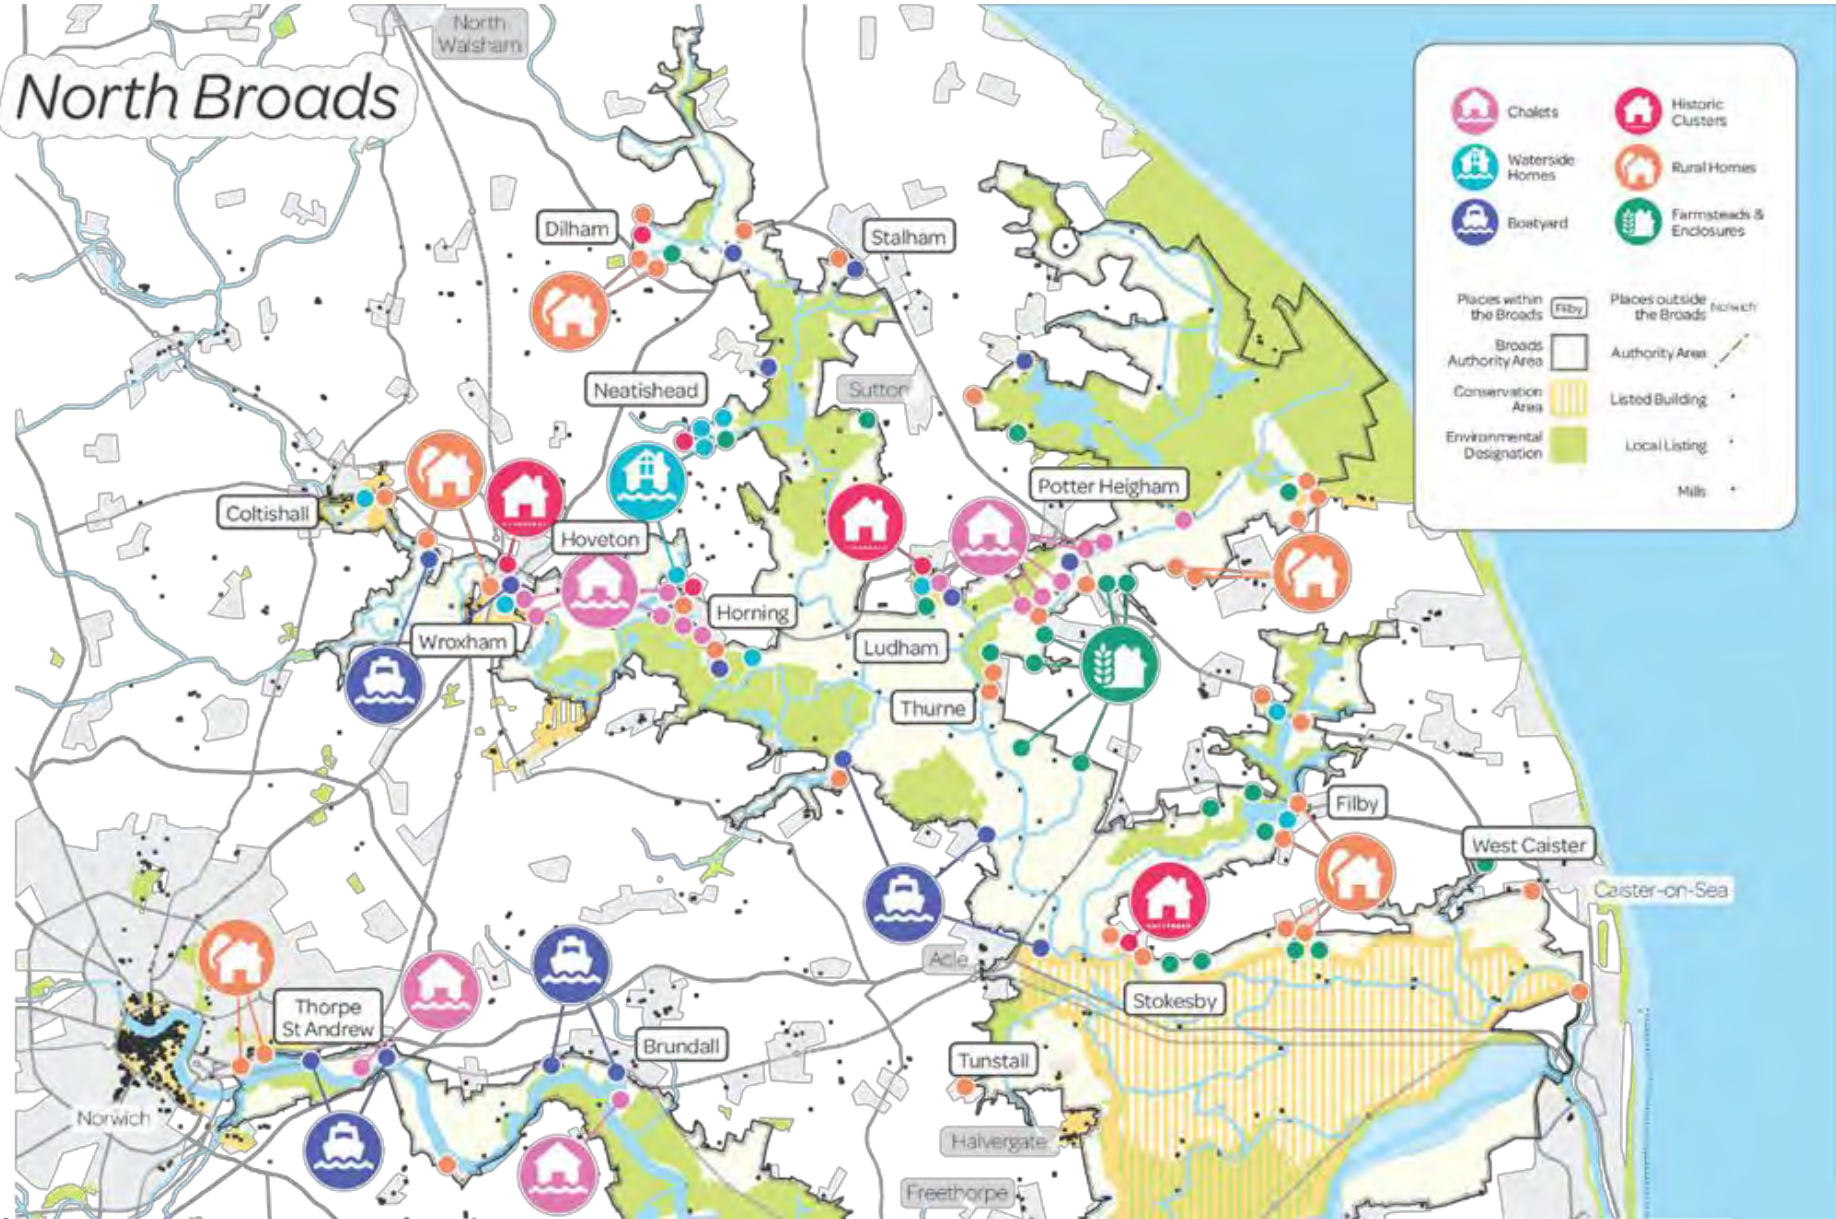 North Broads
North
Walsham
Chalets
Historic
Clusters
Waterside
Homes
Rural Homes
Boatyard
Farmsteads &
Enclosures
Places within
the Broads
Filby
Places outside
the Broads
Norwich
Broads
Authority Area
Authority Area
Conservation
Area
Listed Building
Environmental
Designation
Local Listing
Mills
Dilham
Stalham
Neatishead
Sutton
Potter Heigham
Coltishall
Hoveton
Horning
Wroxham
Ludham
Thurne
Filby
West Caister
Caister-on-Sea
Acle
Stokesby
Thorpe
St Andrew
Brundall
Tunstall
Norwich
Halvergate
Freethorpe